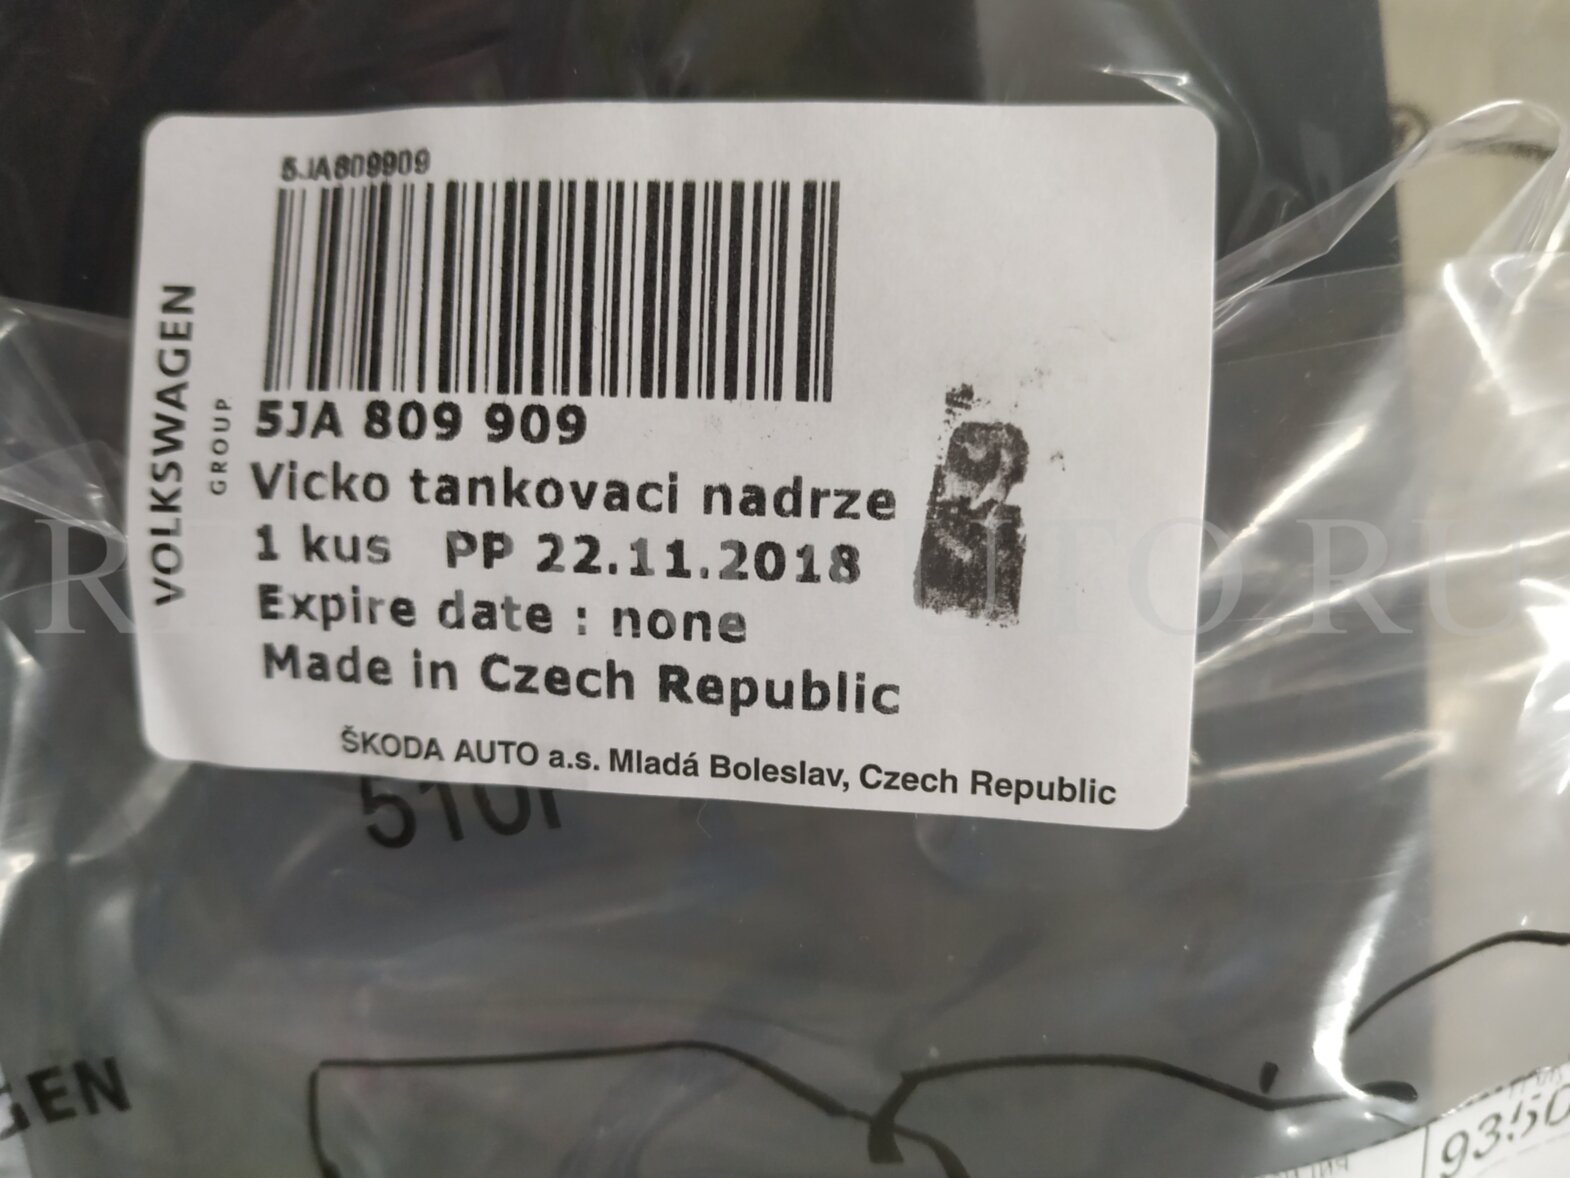 5JA809909
VOLKSWAGEN
GROUP
5JA 809 909
Vicko tankovaci nadrze
1 kus PP 22.11.2018
Expire date : none
Made in Czech Republic
ŠKODA AUTO a.s. Mladá Boleslav, Czech Republic